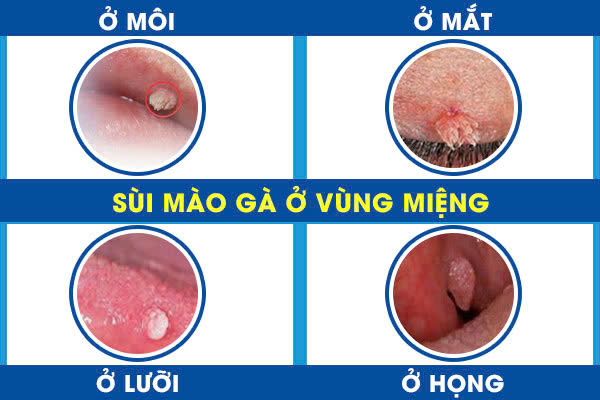 Ở MÔI
Ở MẮT
SÙI MÀO GÀ Ở VÙNG MIỆNG
Ở LƯỠI
Ở HỌNG